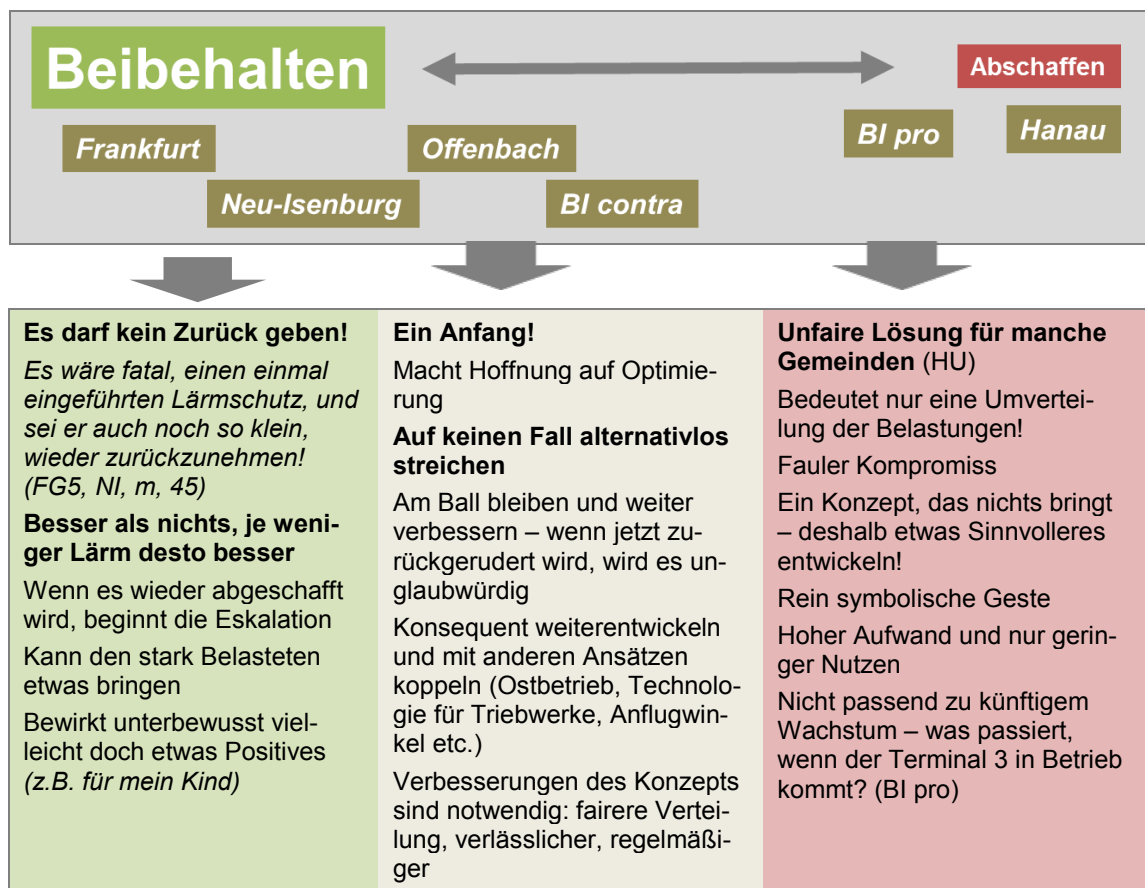 Beibehalten
Abschaffen
Frankfurt
Offenbach
BI pro
Hanau
Neu-Isenburg
BI contra
Es darf kein Zurück geben!
Es wäre fatal, einen einmal
eingeführten Lärmschutz, und
sei er auch noch so klein,
wieder zurückzunehmen!
(FG5, NI, m, 45)
Besser als nichts, je weni-
ger Lärm desto besser
Wenn es wieder abgeschafft
wird, beginnt die Eskalation
Kann den stark Belasteten
etwas bringen
Bewirkt unterbewusst viel-
leicht doch etwas Positives
(z.B. für mein Kind)
Ein Anfang!
Macht Hoffnung auf Optimie-
rung
Auf keinen Fall alternativlos
streichen
Am Ball bleiben und weiter
verbessern – wenn jetzt zu-
rückgerudert wird, wird es un-
glaubwürdig
Konsequent weiterentwickeln
und mit anderen Ansätzen
koppeln (Ostbetrieb, Technolo-
gie für Triebwerke, Anflugwin-
kel etc.)
Verbesserungen des Konzepts
sind notwendig: fairere Vertei-
lung, verlässlicher, regelmäßi-
ger
Unfaire Lösung für manche
Gemeinden (HU)
Bedeutet nur eine Umvertei-
lung der Belastungen!
Fauler Kompromiss
Ein Konzept, das nichts bringt
– deshalb etwas Sinnvolleres
entwickeln!
Rein symbolische Geste
Hoher Aufwand und nur gerin-
ger Nutzen
Nicht passend zu künftigem
Wachstum – was passiert,
wenn der Terminal 3 in Betrieb
kommt? (BI pro)